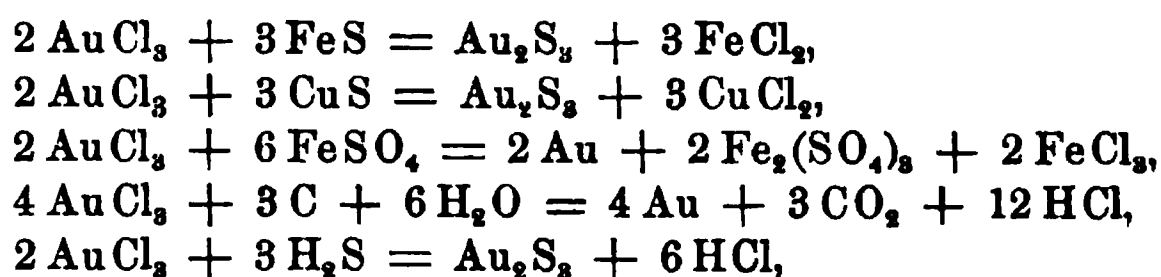 2 AuCl₃ + 3 FeS = Au₂S₃ + 3 FeCl₂,
2 AuCl₃ + 3 CuS = Au₂S₃ + 3 CuCl₂,
2 AuCl₃ + 6 FeSO₄ = 2 Au + 2 Fe₂(SO₄)₃ + 2 FeCl₃,
4 AuCl₃ + 3 C + 6 H₂O = 4 Au + 3 CO₂ + 12 HCl,
2 AuCl₃ + 3 H₂S = Au₂S₃ + 6 HCl,